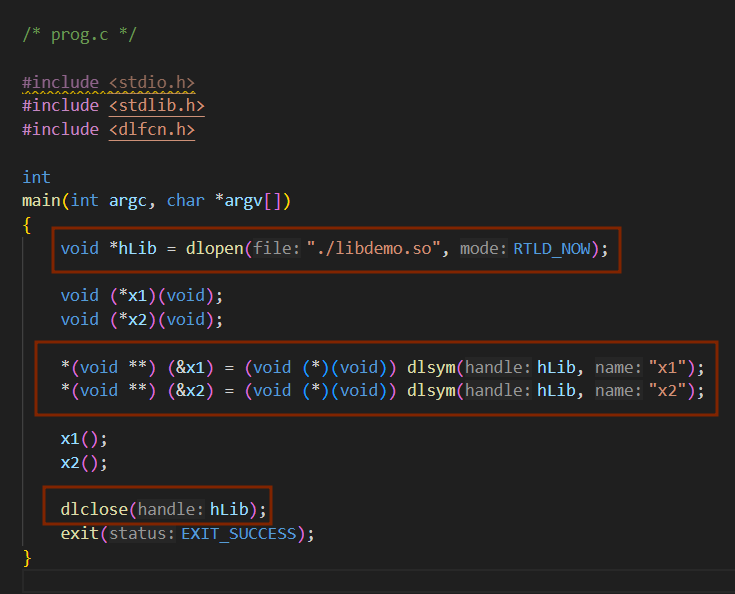 /* prog.c */
#include <stdio.h>
#include <stdlib.h>
#include <dlfcn.h>
int
main(int argc, char *argv[])
{
void *hLib = dlopen(file: "./libdemo.so", mode: RTLD_NOW);
void (*x1)(void);
void (*x2)(void);
*(void **) (&x1) = (void (*)(void)) dlsym(handle: hLib, name: "x1");
*(void **) (&x2) = (void (*)(void)) dlsym(handle: hLib, name: "x2");
x1();
x2();
dlclose(handle: hLib);
exit(status: EXIT_SUCCESS);
}